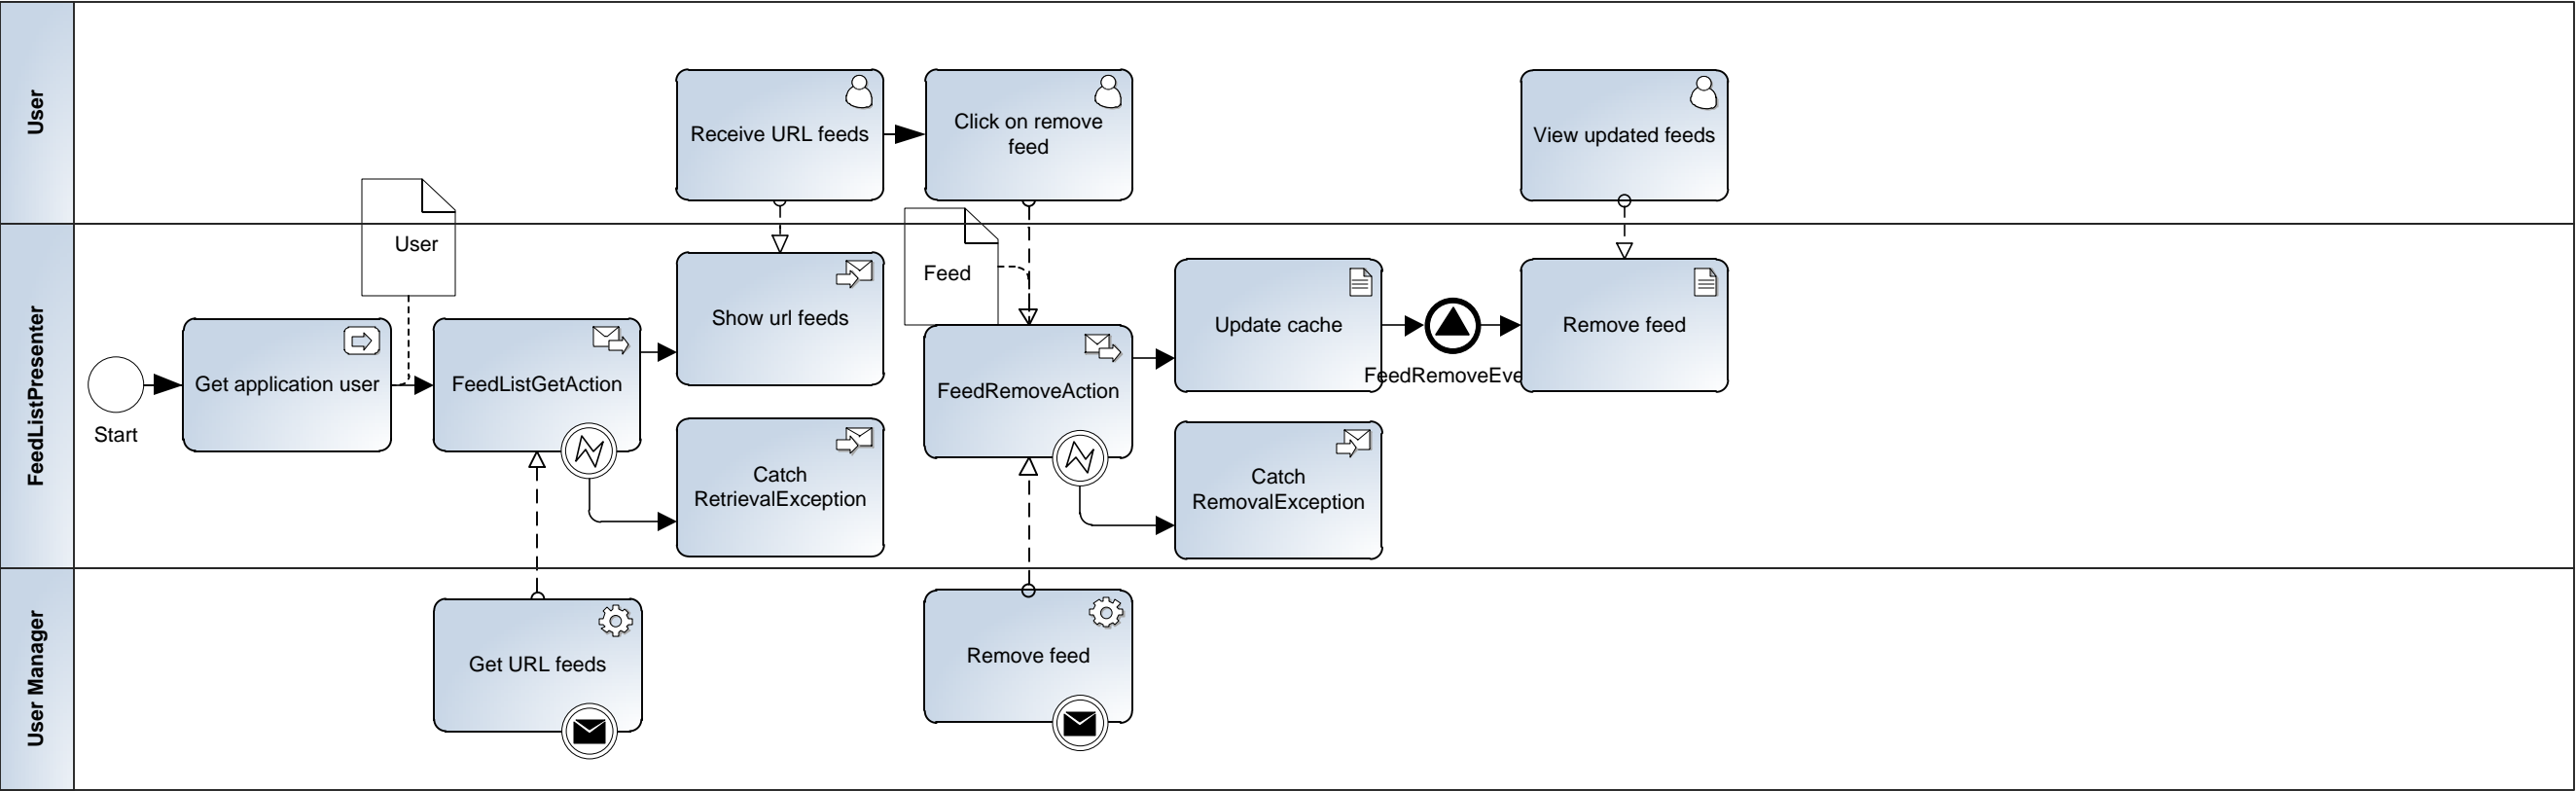 User
Receive URL feeds
Click on remove
feed
View updated feeds
FeedListPresenter
User
Feed
Start
Get application user
FeedListGetAction
Show url feeds
Catch
RetrievalException
FeedRemoveAction
Update cache
Catch
RemovalException
FeedRemoveEve
Remove feed
User Manager
Get URL feeds
Remove feed